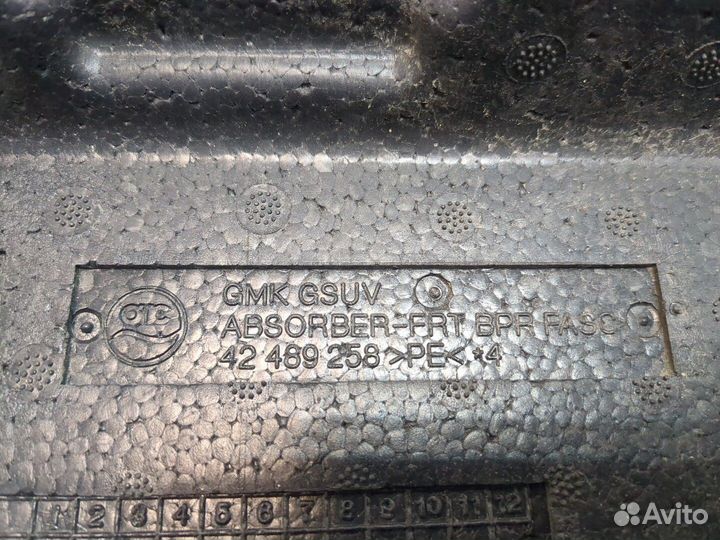 OTC
GMK GSUV
ABSORBER-FRT BPR FASC
42 489 258 >PE< *4
1 2 3 4 5 6 7 8 9 10 11 12
Avito